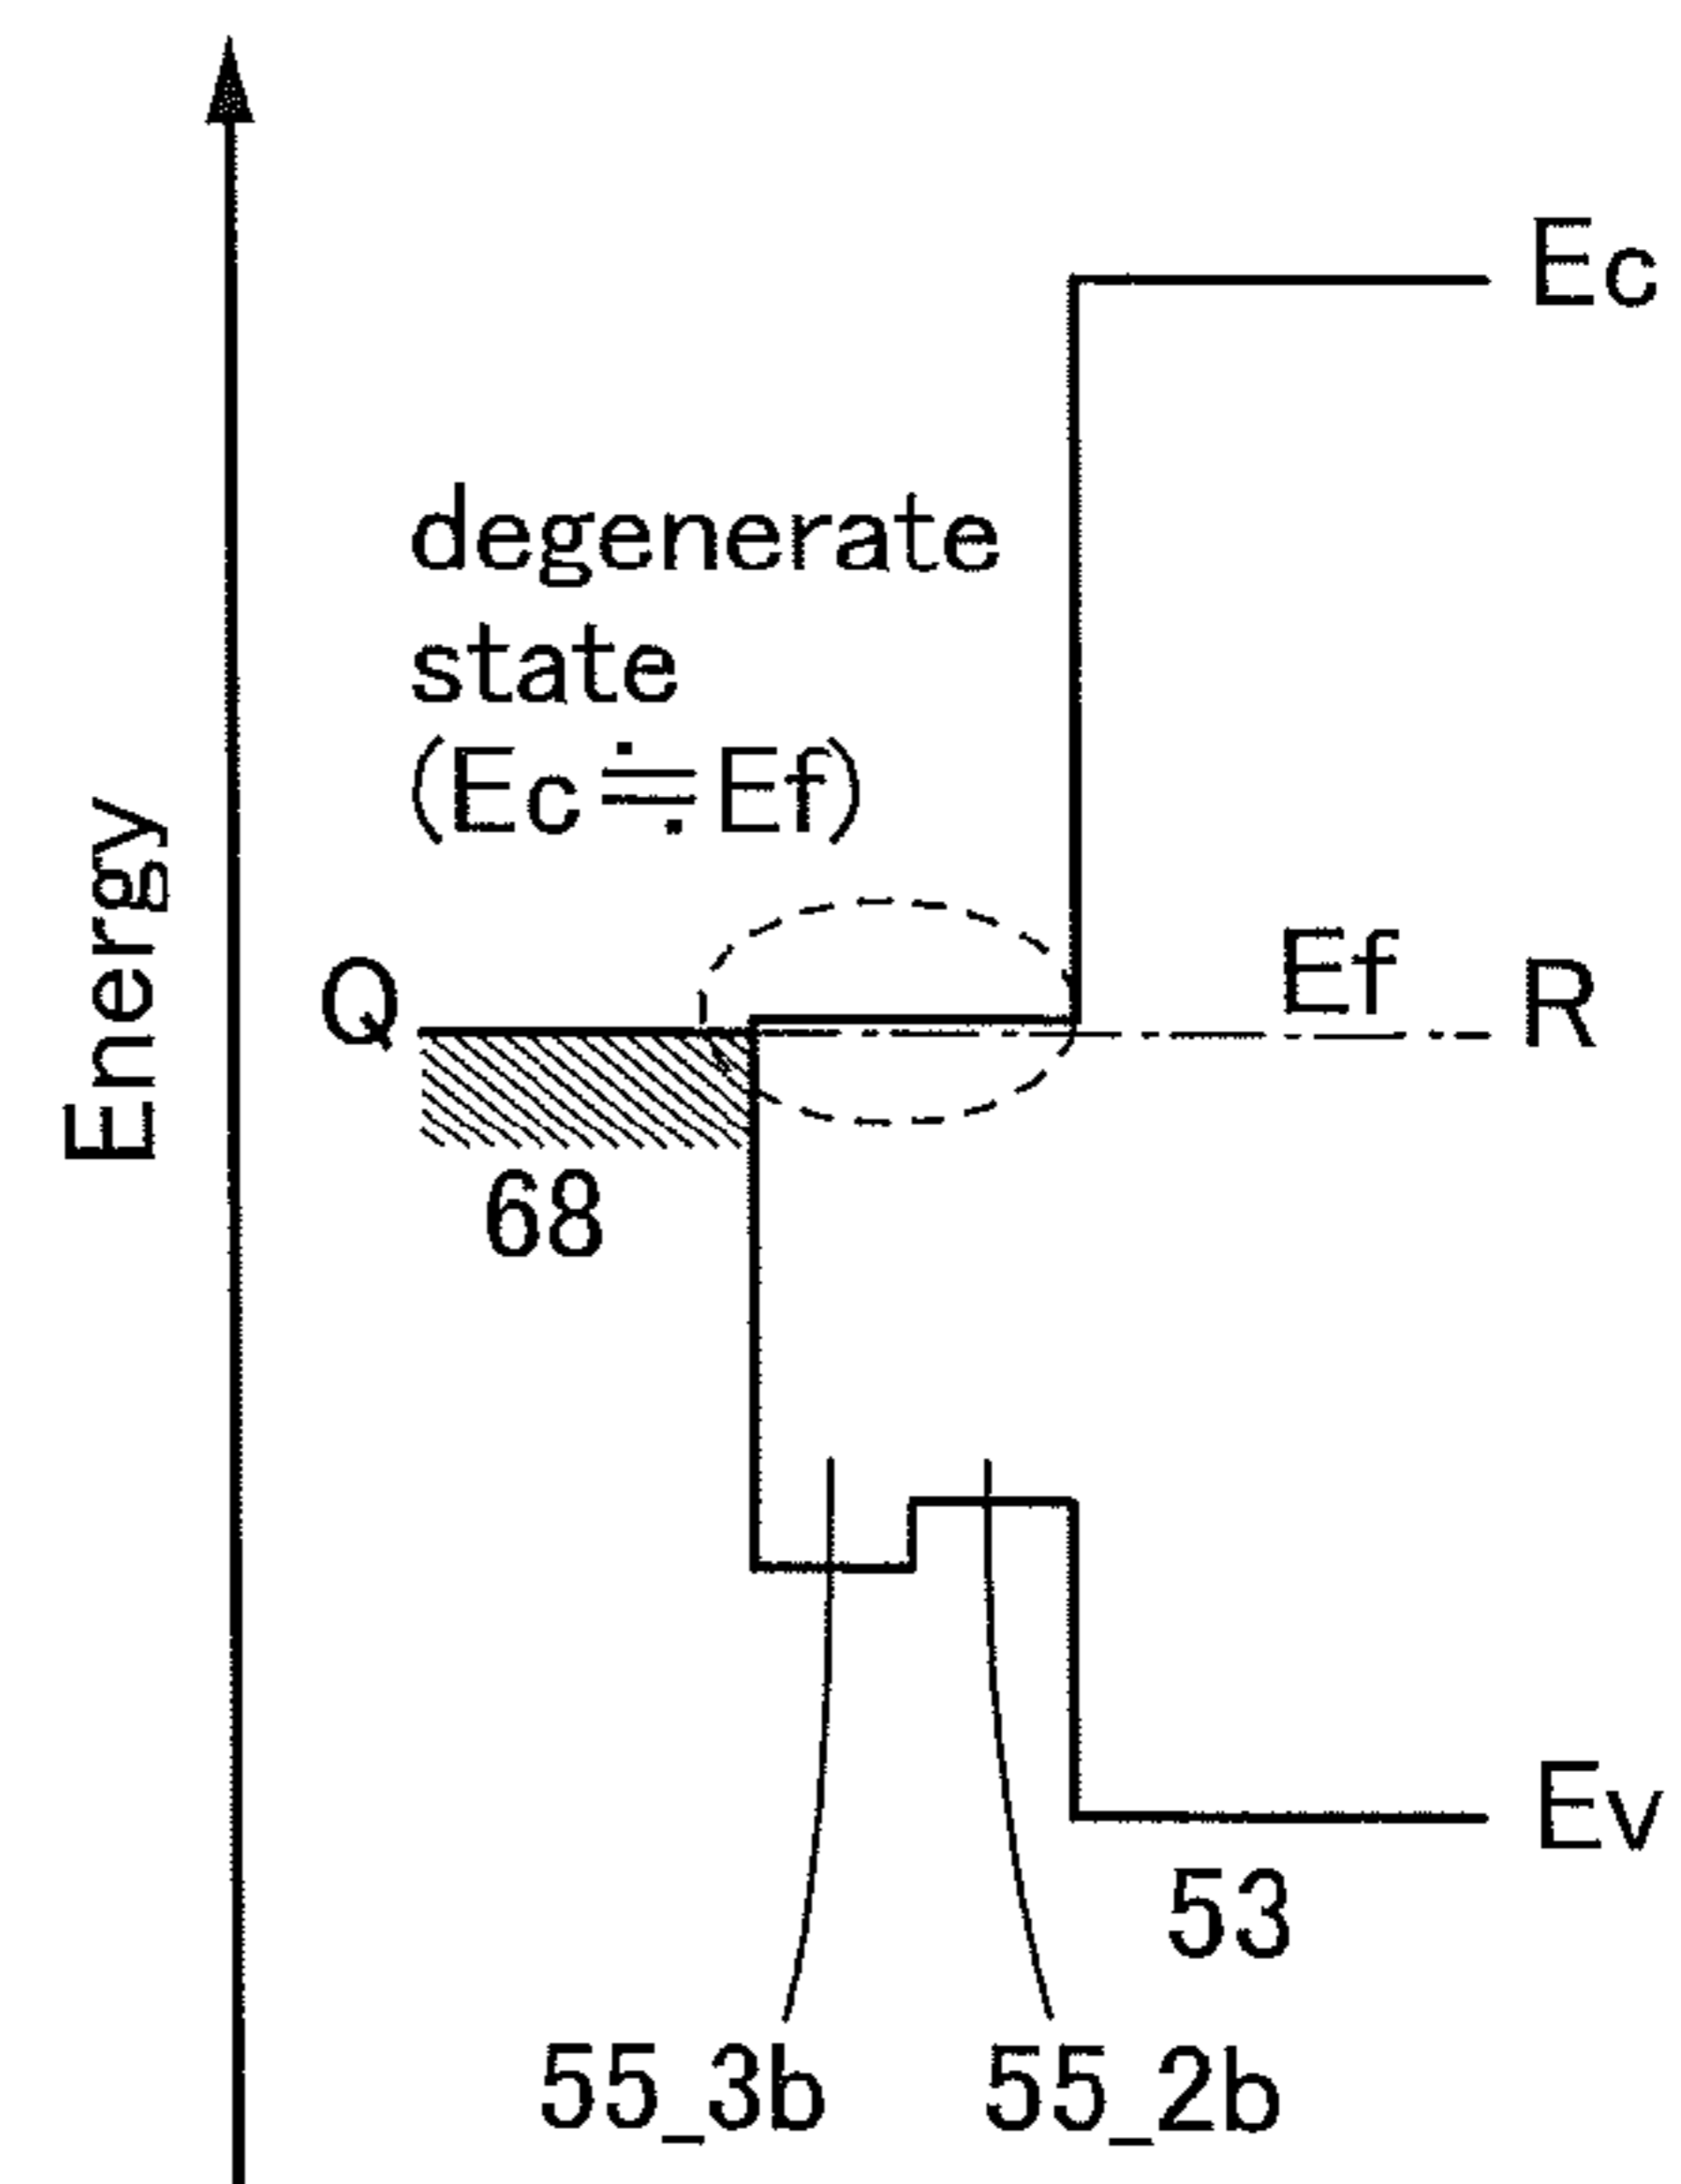 Ec
degenerate
state
(Ec≒Ef)
Energy
Q
Ef
R
68
Ev
53
55_3b
55_2b